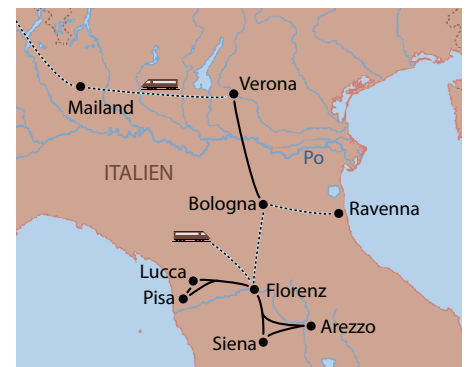 Verona
Mailand
Po
ITALIEN
Bologna
Ravenna
Lucca
Florenz
Pisa
Arezzo
Siena